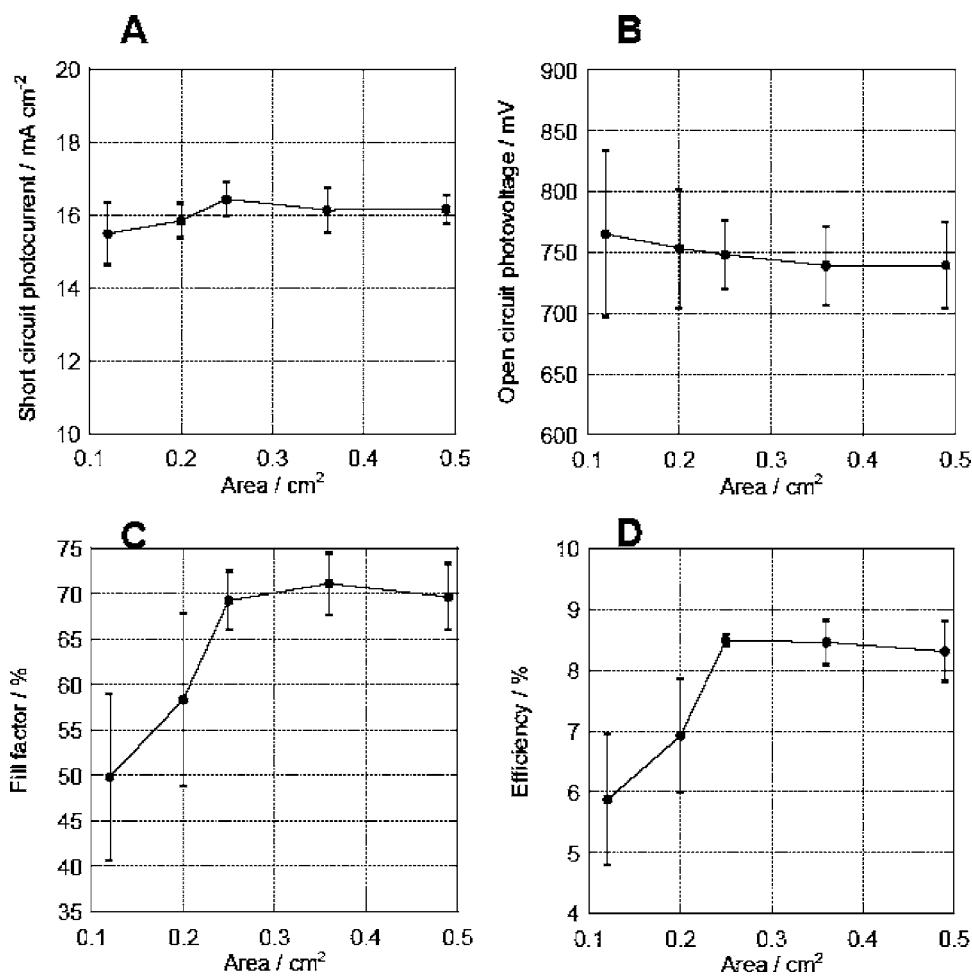 A
Short circuit photocurrent / mA cm⁻²
20
18
16
14
12
10
0.1 0.2 0.3 0.4 0.5
Area / cm²
B
Open circuit photovoltage / mV
900
850
800
750
700
650
600
0.1 0.2 0.3 0.4 0.5
Area / cm²
C
Fill factor / %
75
70
65
60
55
50
45
40
35
0.1 0.2 0.3 0.4 0.5
Area / cm²
D
Efficiency / %
10
9
8
7
6
5
4
0.1 0.2 0.3 0.4 0.5
Area / cm²